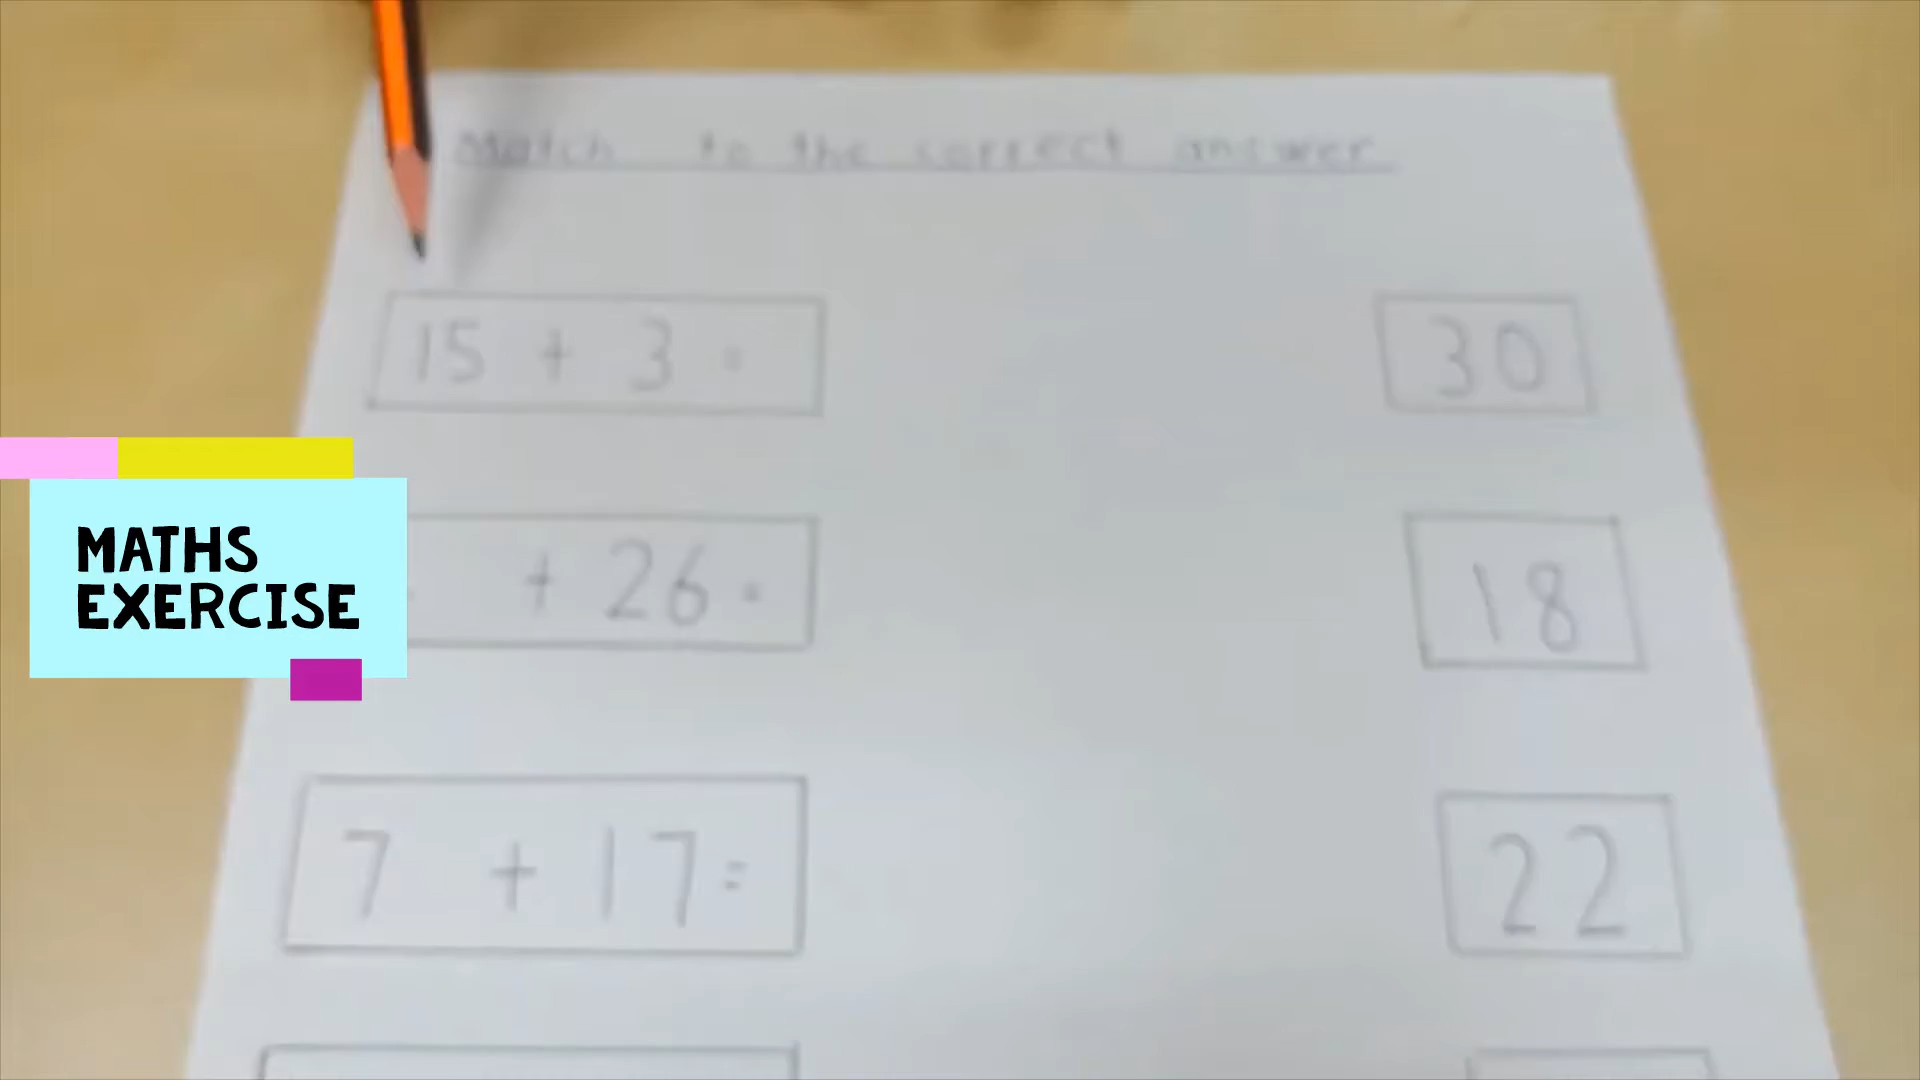 Match to the correct answer
15 + 3 =
30
MATHS
EXERCISE
+ 26 =
18
7 + 17 =
22